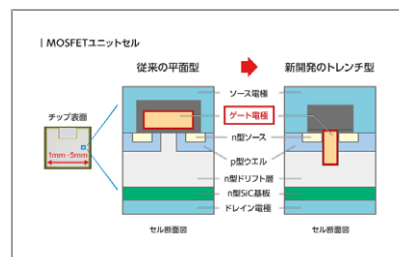 MOSFETユニットセル
従来の平面型
新開発のトレンチ型
ソース電極
チップ表面
ゲート電極
n型ソース
1mm~5mm
p型ウエル
n型ドリフト層
n型SiC基板
ドレイン電極
セル断面図
セル断面図